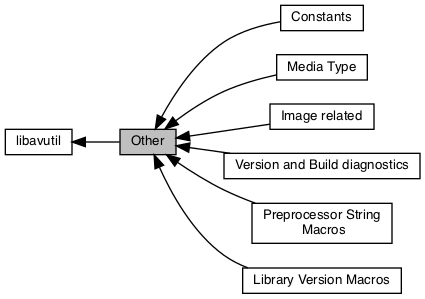 Constants
Media Type
Image related
libavutil
Other
Version and Build diagnostics
Preprocessor String
Macros
Library Version Macros